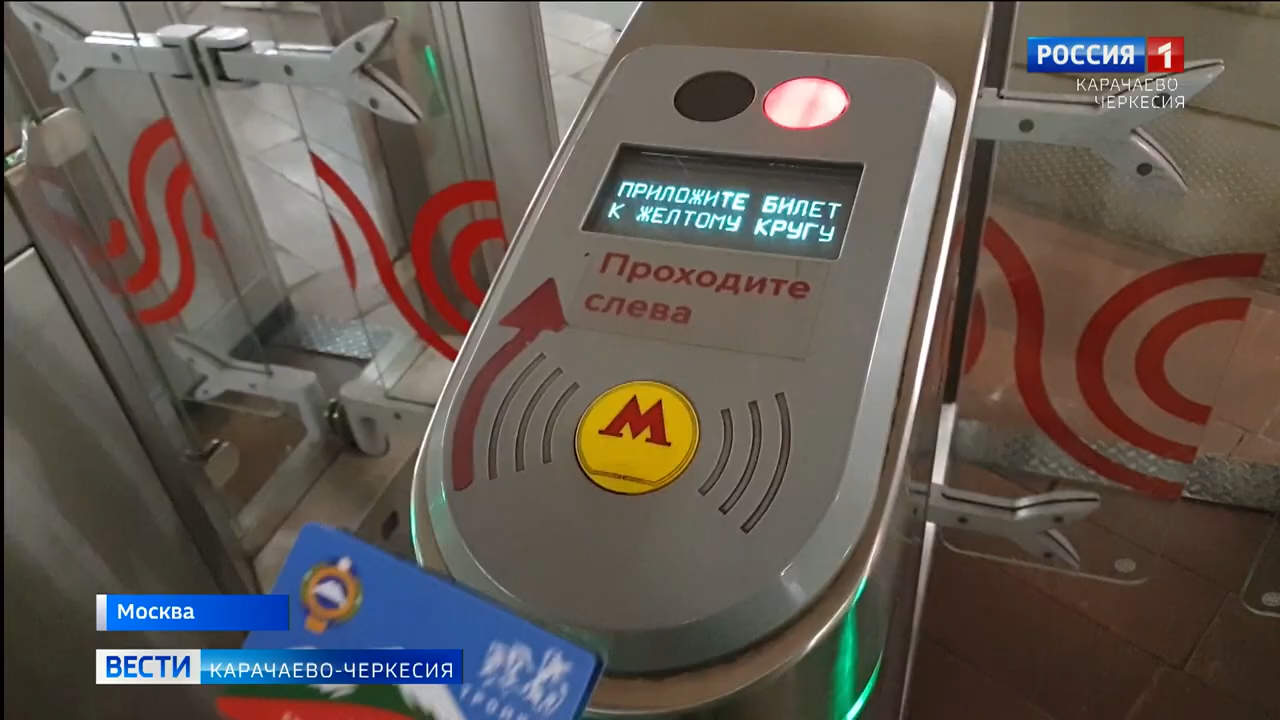 РОССИЯ 1
КАРАЧАЕВО
ЧЕРКЕСИЯ
ПРИЛОЖИТЕ БИЛЕТ
К ЖЕЛТОМУ КРУГУ
Проходите
слева
М
Москва
ВЕСТИ КАРАЧАЕВО-ЧЕРКЕСИЯ